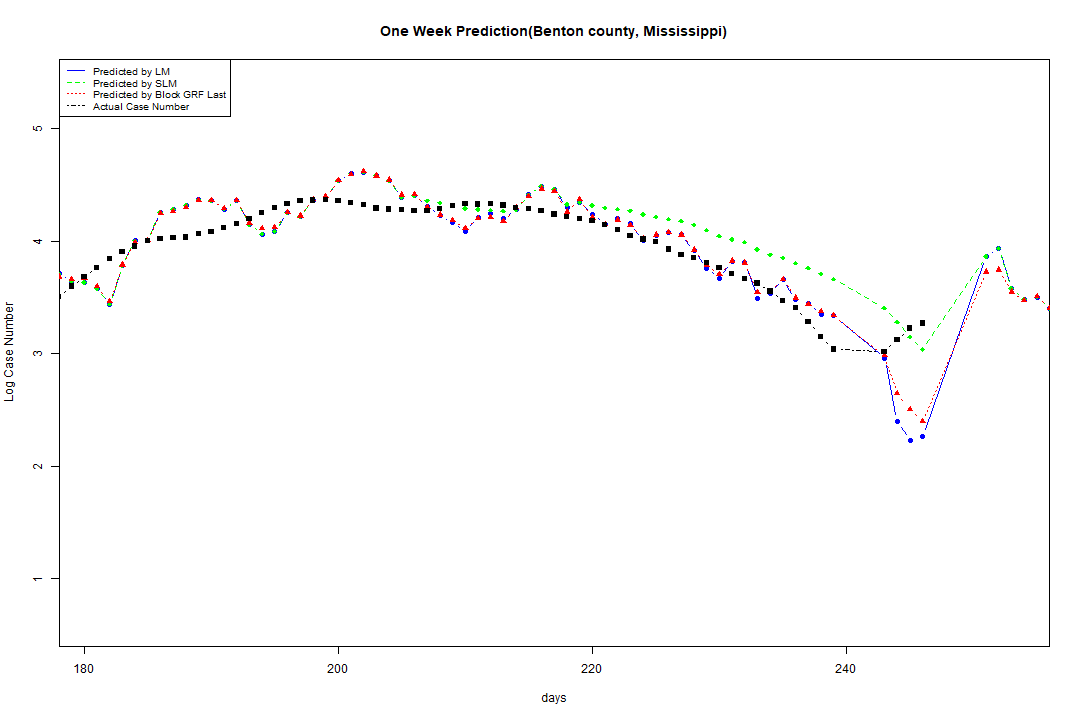 One Week Prediction(Benton county, Mississippi)
Predicted by LM
Predicted by SLM
Predicted by Block GRF Last
Actual Case Number
5
4
3
2
1
Log Case Number
180 200 220 240
days